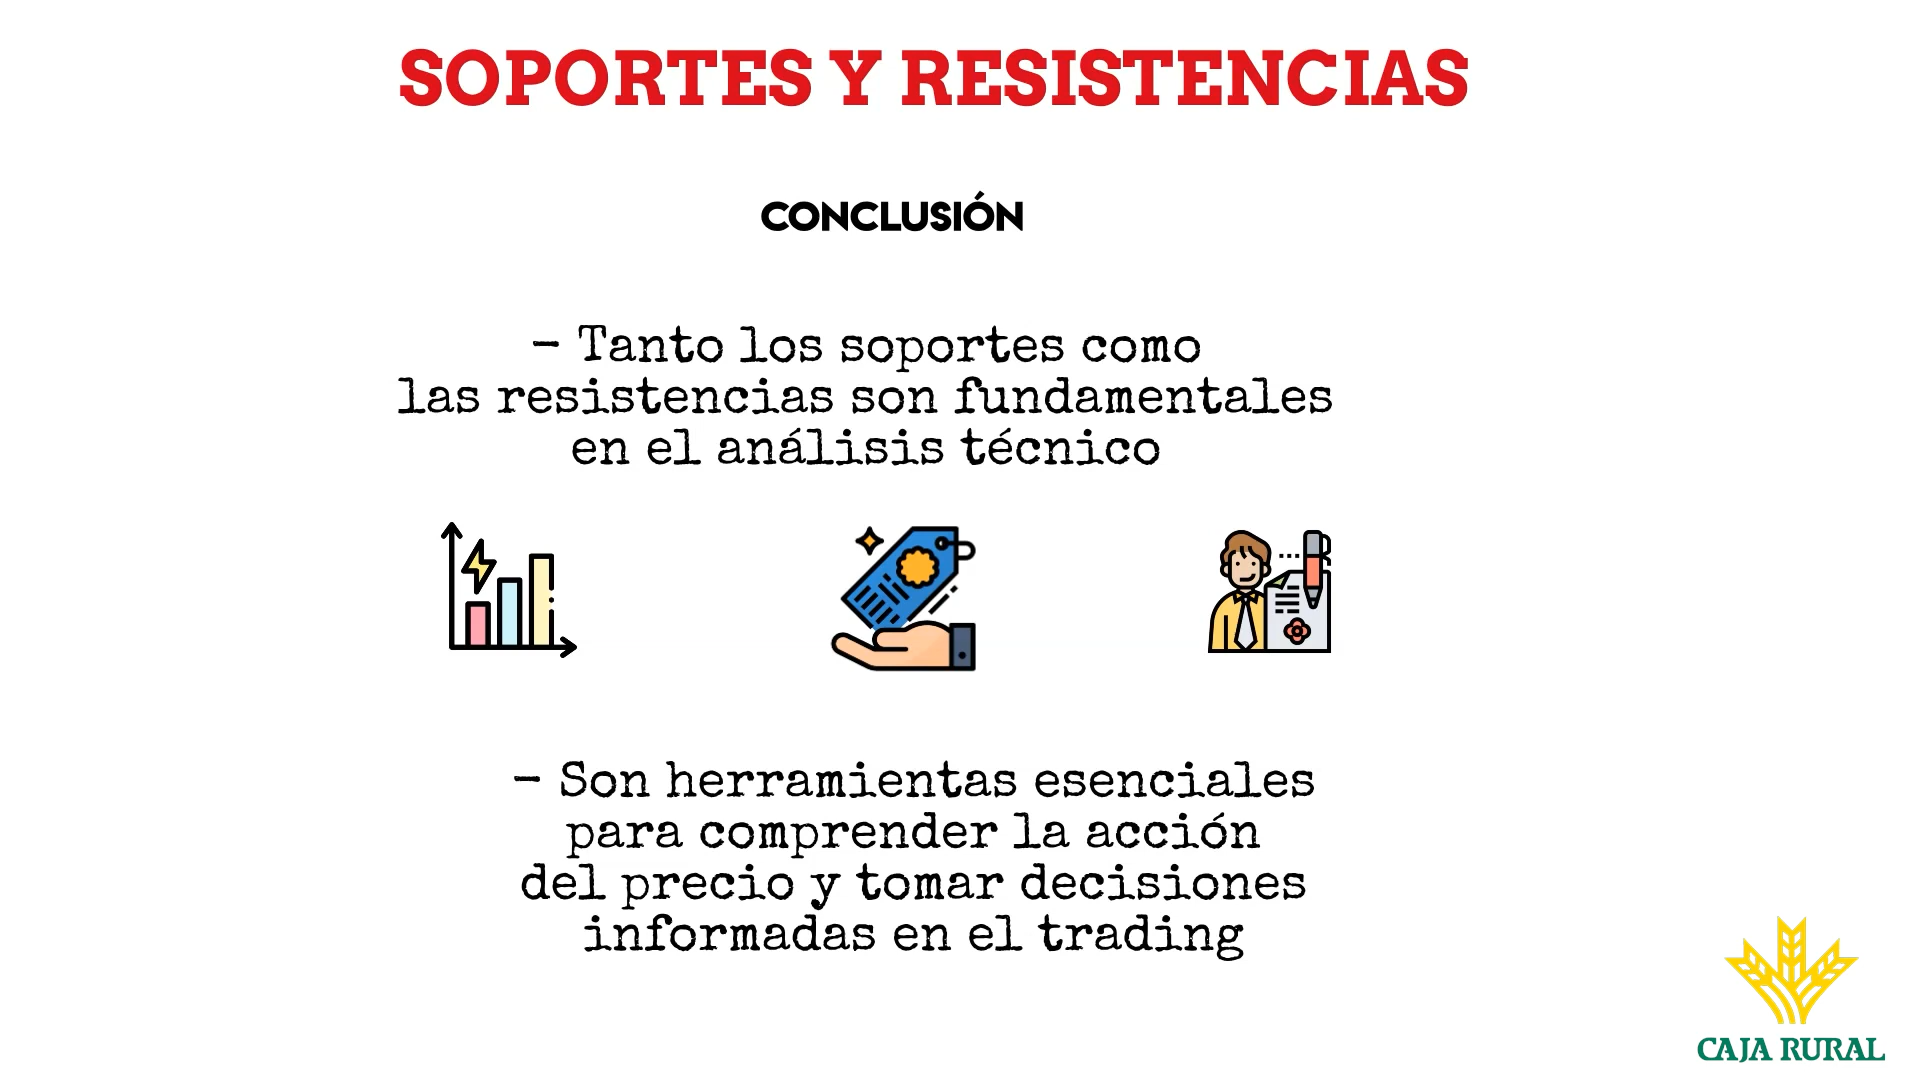 SOPORTES Y RESISTENCIAS
CONCLUSIÓN
- Tanto los soportes como
las resistencias son fundamentales
en el análisis técnico
- Son herramientas esenciales
para comprender la acción
del precio y tomar decisiones
informadas en el trading
CAJA RURAL